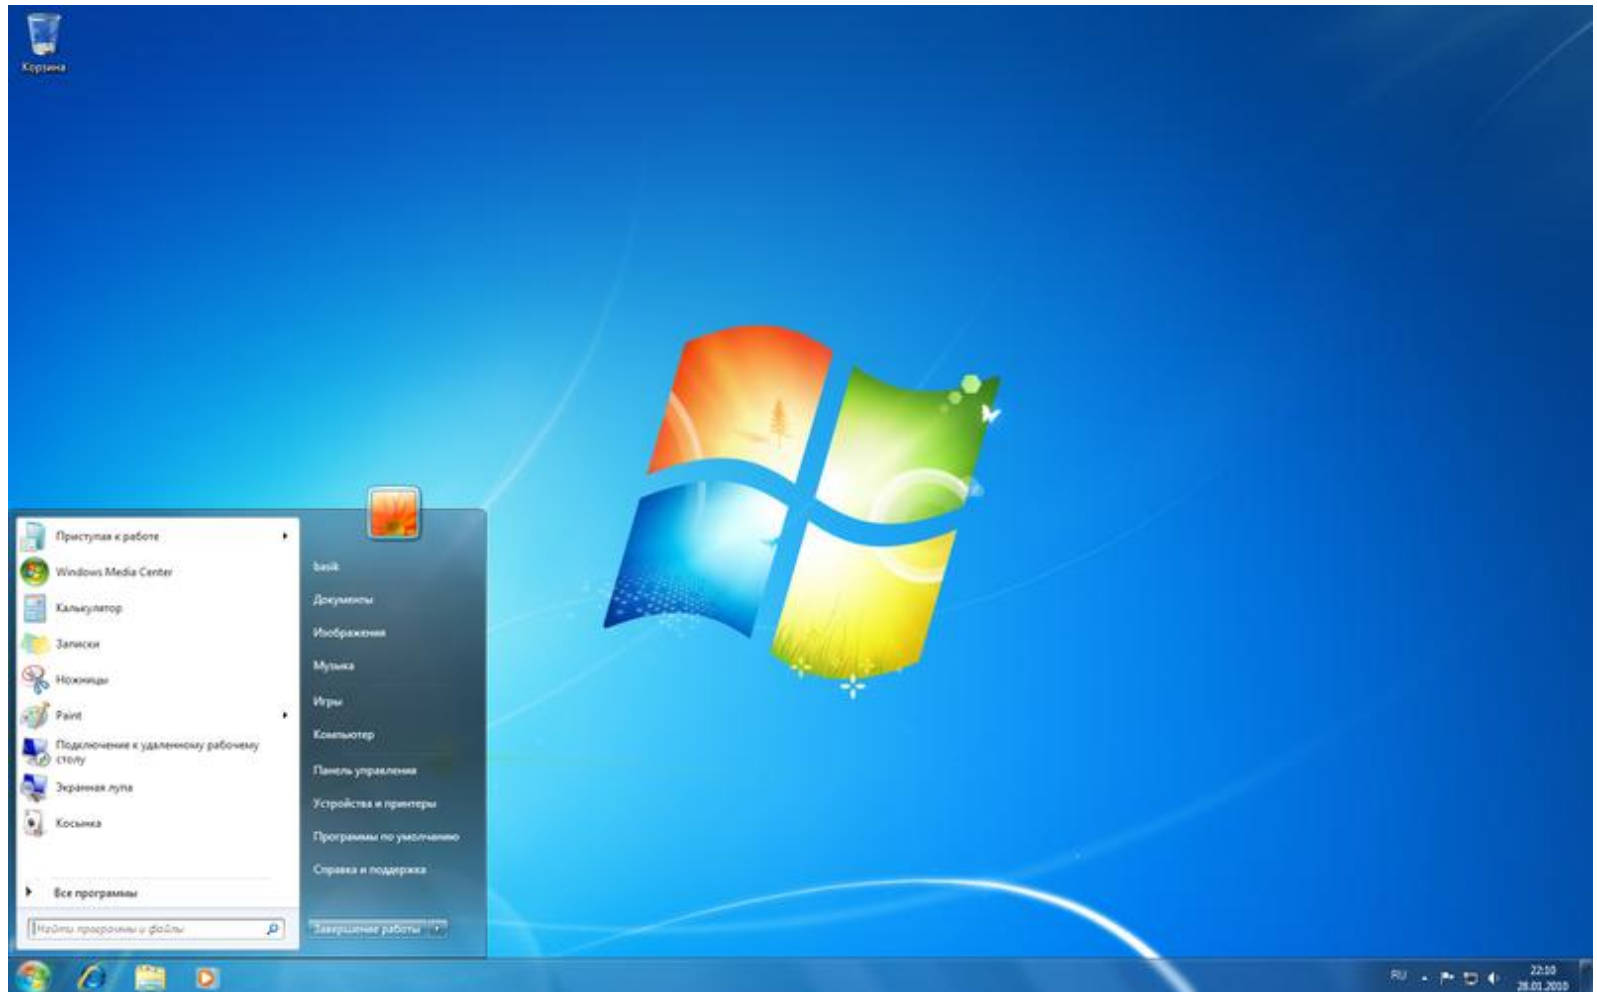 Корзина
Приступая к работе
Windows Media Center
Калькулятор
Записки
Ножницы
Paint
Подключение к удаленному рабочему
столу
Экранная лупа
Косынка
Все программы
Найти программы и файлы
basik
Документы
Изображения
Музыка
Игры
Компьютер
Панель управления
Устройства и принтеры
Программы по умолчанию
Справка и поддержка
Завершение работы
RU
22:10
28.01.2010